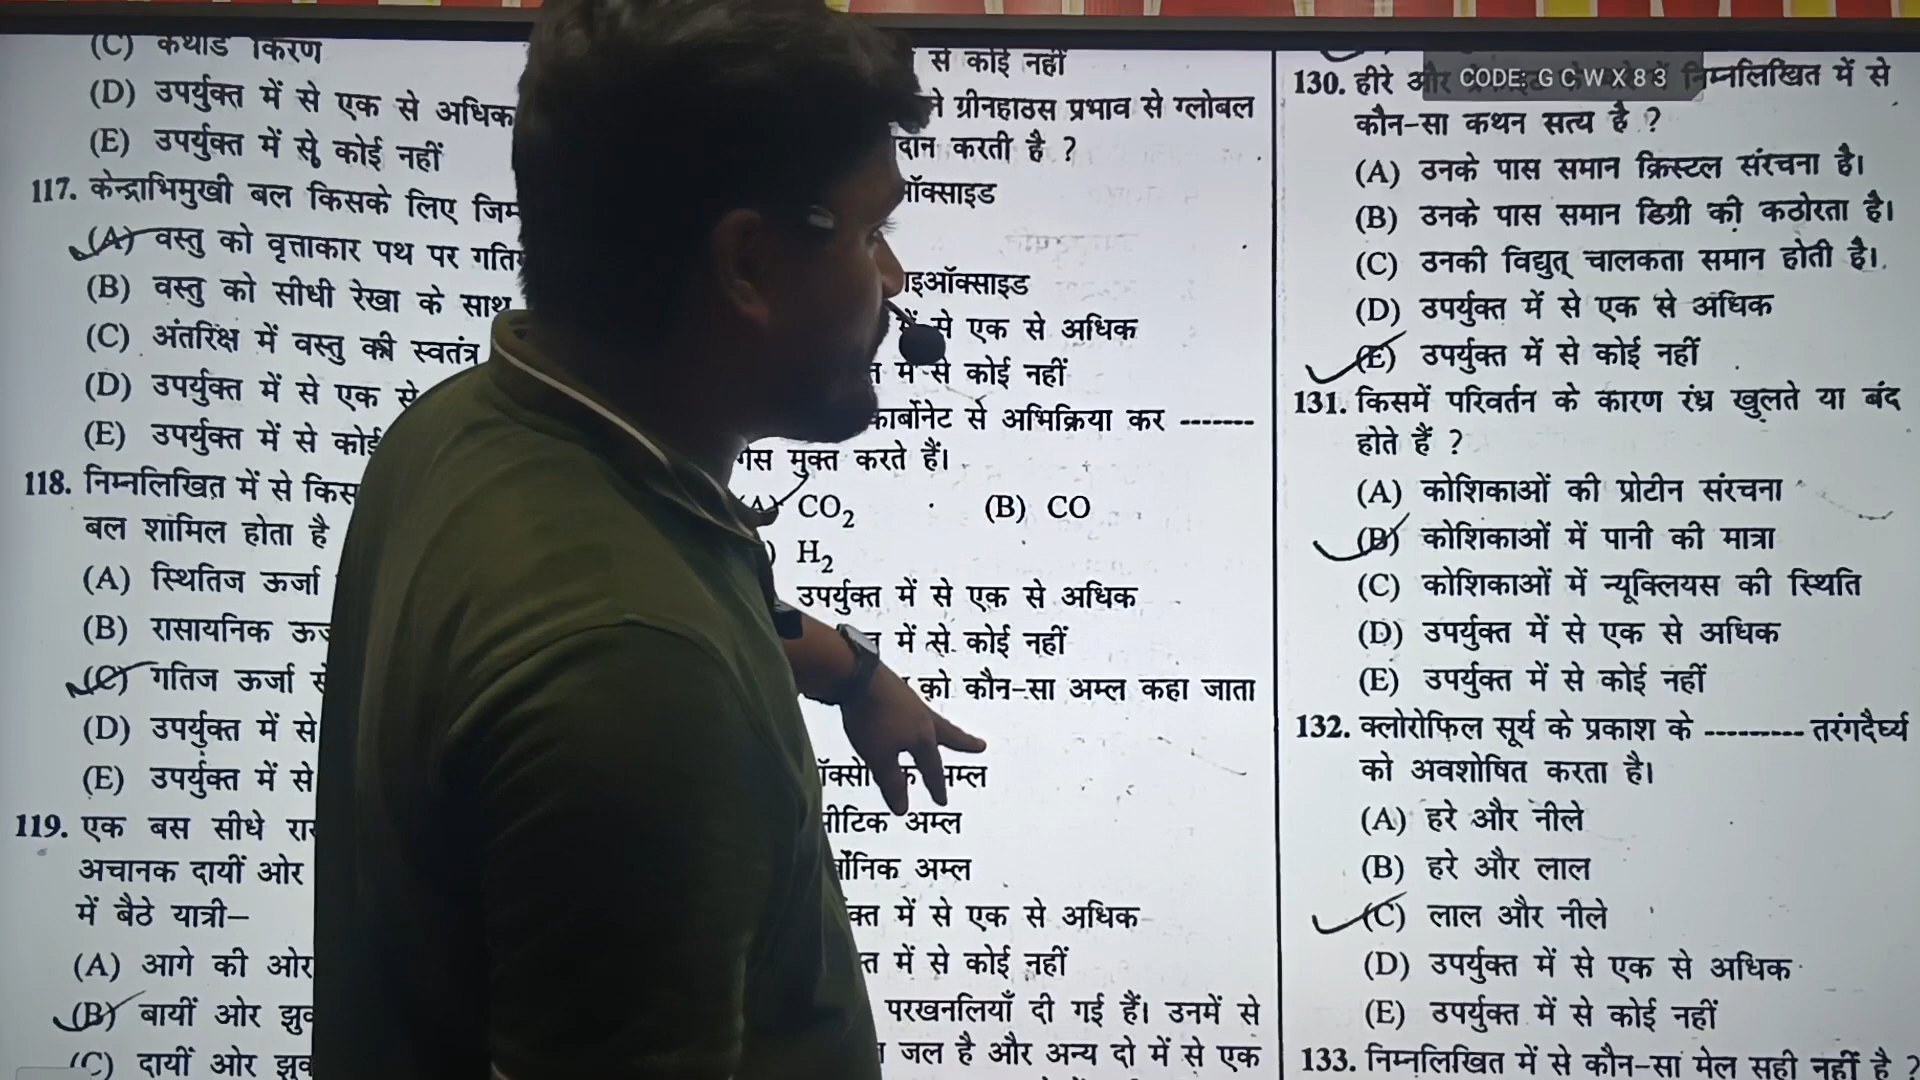 (C) कैथोड किरण
(D) उपर्युक्त में से एक से अधिक
(E) उपर्युक्त में से कोई नहीं
117. केन्द्राभिमुखी बल किसके लिए
(A) वस्तु को वृत्ताकार पथ पर
(B) वस्तु को सीधी रेखा के साथ
(C) अंतरिक्ष में वस्तु की स्वतंत्र
(D) उपर्युक्त में से एक से
(E) उपर्युक्त में से कोई
118. निम्नलिखित में से किस
बल शामिल होता है
(A) स्थितिज ऊर्जा
(B) रासायनिक
(C) गतिज ऊर्जा
(D) उपर्युक्त में से
(E) उपर्युक्त में से
119. एक बस सीधे
अचानक दायीं ओर
में बैठे यात्री–
(A) आगे की ओर
(B) बायीं ओर
(C) दायीं ओर
से कोई नहीं
ग्रीनहाउस प्रभाव से ग्लोबल
करती है ?
में से एक से अधिक
में से कोई नहीं
से अभिक्रिया कर -------
गैस मुक्त करते हैं।
(A) CO₂ (B) CO
H₂
उपर्युक्त में से एक से अधिक
में से कोई नहीं
को कौन-सा अम्ल कहा जाता
अम्ल
अम्ल
में से एक से अधिक
में से कोई नहीं
परखनलियाँ दी गई हैं। उनमें से
जल है और अन्य दो में से एक
CODE: G C W X 8 3
130. हीरे और निम्नलिखित में से
कौन-सा कथन सत्य है ?
(A) उनके पास समान क्रिस्टल संरचना है।
(B) उनके पास समान डिग्री की कठोरता है।
(C) उनकी विद्युत् चालकता समान होती है।
(D) उपर्युक्त में से एक से अधिक
(E) उपर्युक्त में से कोई नहीं
131. किसमें परिवर्तन के कारण रंध्र खुलते या बंद
होते हैं ?
(A) कोशिकाओं की प्रोटीन संरचना
(B) कोशिकाओं में पानी की मात्रा
(C) कोशिकाओं में न्यूक्लियस की स्थिति
(D) उपर्युक्त में से एक से अधिक
(E) उपर्युक्त में से कोई नहीं
132. क्लोरोफिल सूर्य के प्रकाश के --------- तरंगदैर्घ्य
को अवशोषित करता है।
(A) हरे और नीले
(B) हरे और लाल
(C) लाल और नीले
(D) उपर्युक्त में से एक से अधिक
(E) उपर्युक्त में से कोई नहीं
133. निम्नलिखित में से कौन-सा मेल सही नहीं है ?